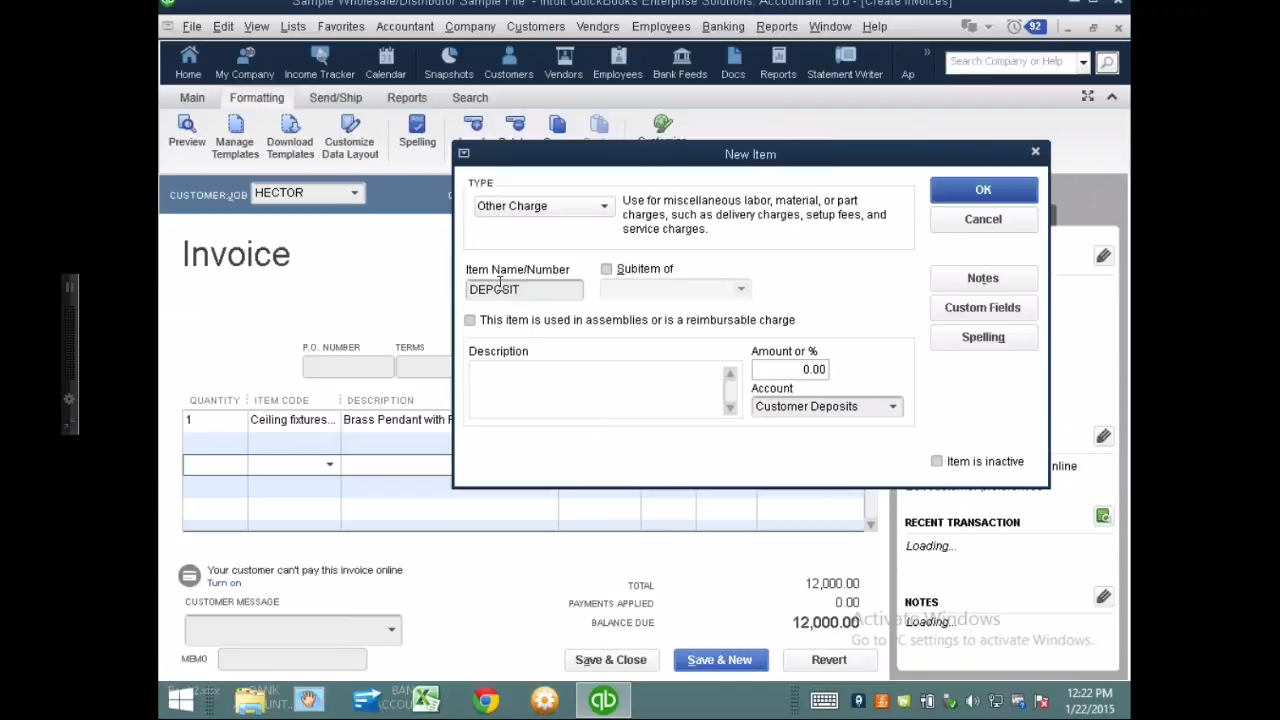 Sample Wholesale/Distributor Sample File - Intuit QuickBooks Enterprise Solutions: Accountant 15.0 - [Create Invoices]
File Edit View Lists Favorites Accountant Company Customers Vendors Employees Banking Reports Window Help 92
Home My Company Income Tracker Calendar Snapshots Customers Vendors Employees Bank Feeds Docs Reports Statement Writer Ap » Search Company or Help
Main Formatting Send/Ship Reports Search
Preview Manage Templates Download Templates Customize Data Layout Spelling
New Item
CUSTOMER:JOB HECTOR
TYPE
Other Charge
Use for miscellaneous labor, material, or part
charges, such as delivery charges, setup fees, and
service charges.
OK
Cancel
Invoice
Item Name/Number Subitem of
DEPOSIT
Notes
Custom Fields
Spelling
This item is used in assemblies or is a reimbursable charge
P.O. NUMBER TERMS
Description
Amount or %
0.00
Account
Customer Deposits
QUANTITY ITEM CODE DESCRIPTION
1 Ceiling fixtures... Brass Pendant with
Item is inactive
RECENT TRANSACTION
Loading...
Your customer can't pay this invoice online
Turn on
CUSTOMER MESSAGE
TOTAL 12,000.00
PAYMENTS APPLIED 0.00
BALANCE DUE 12,000.00
NOTES
Loading...
Activate Windows
Go to PC settings to activate Windows.
MEMO
Save & Close Save & New Revert
12:22 PM
1/22/2015